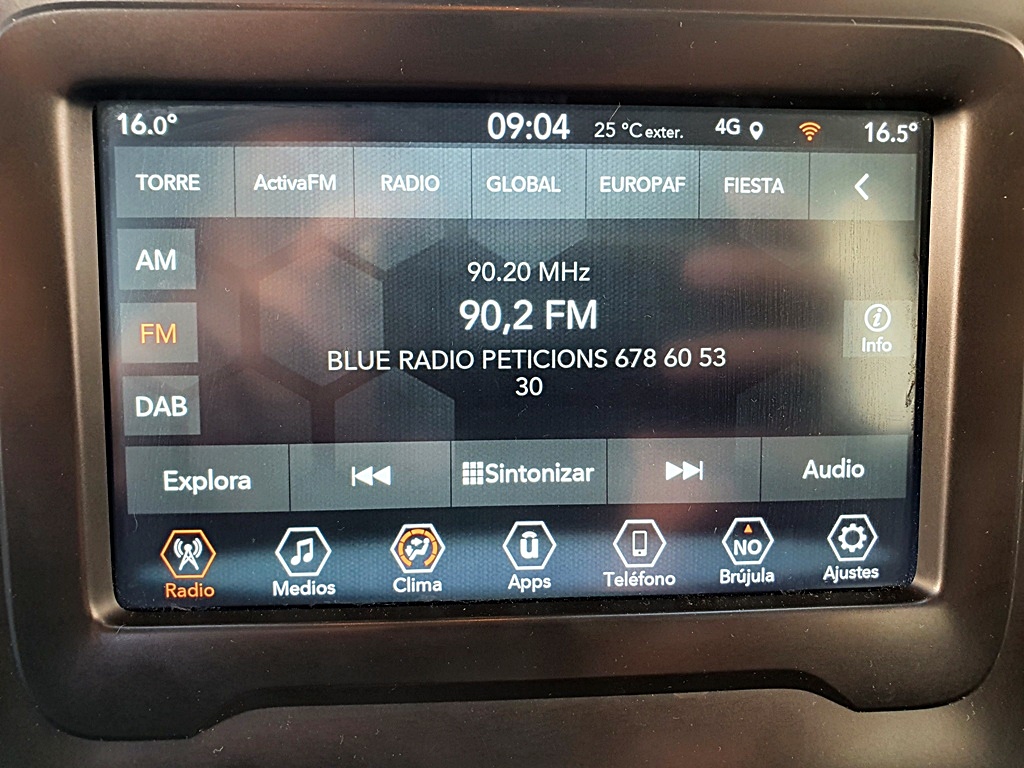 16.0° 09:04 25 °C exter. 4G 16.5°
TORRE ActivaFM RADIO GLOBAL EUROPAF FIESTA
AM
90.20 MHz
FM
90,2 FM
Info
BLUE RADIO PETICIONS 678 60 53
30
DAB
Explora Sintonizar Audio
NO
Radio Medios Clima Apps Teléfono Brújula Ajustes